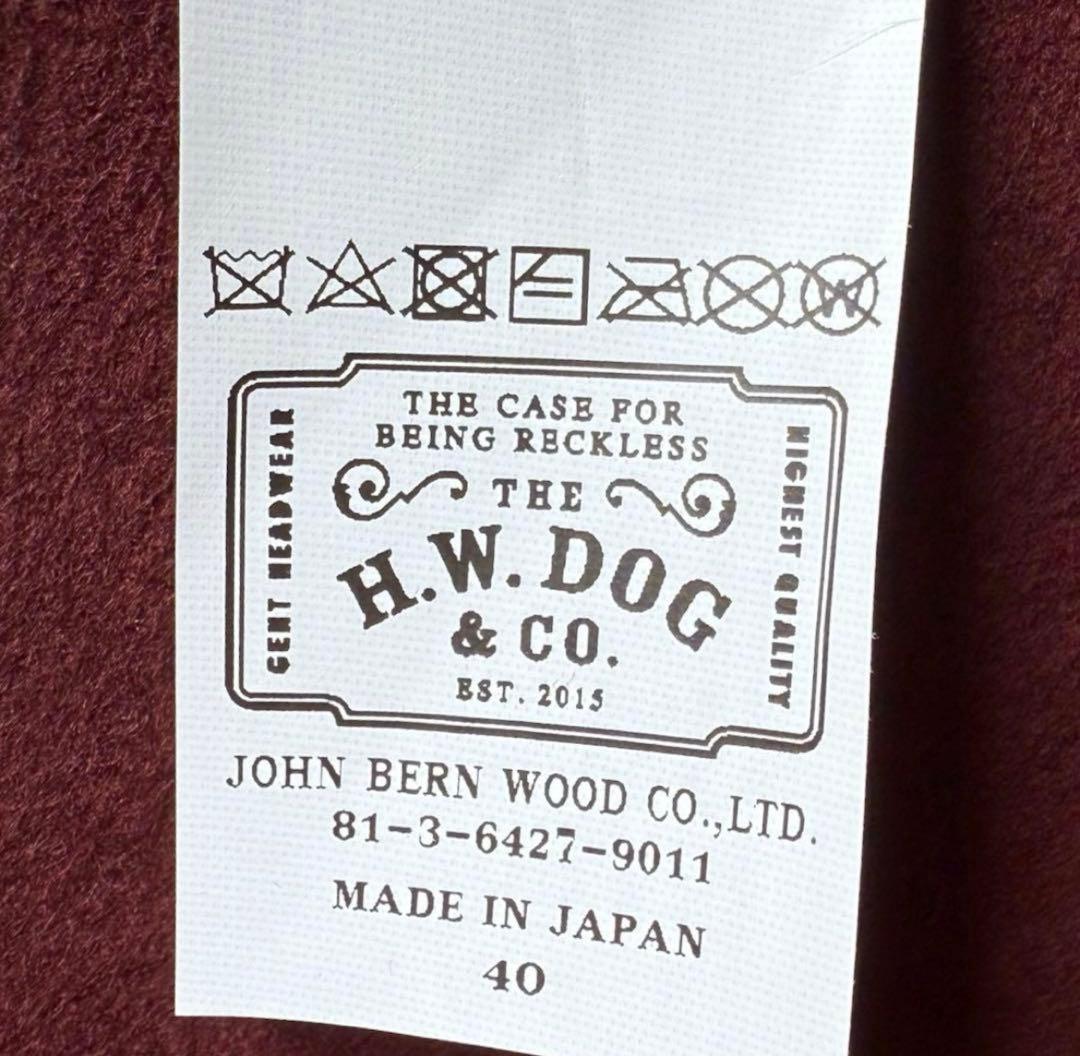 W
THE CASE FOR
BEING RECKLESS
THE
H.W. DOG
& CO.
EST. 2015
GENT HEADWEAR
HIGHEST QUALITY
JOHN BERN WOOD CO.,LTD.
81-3-6427-9011
MADE IN JAPAN
40